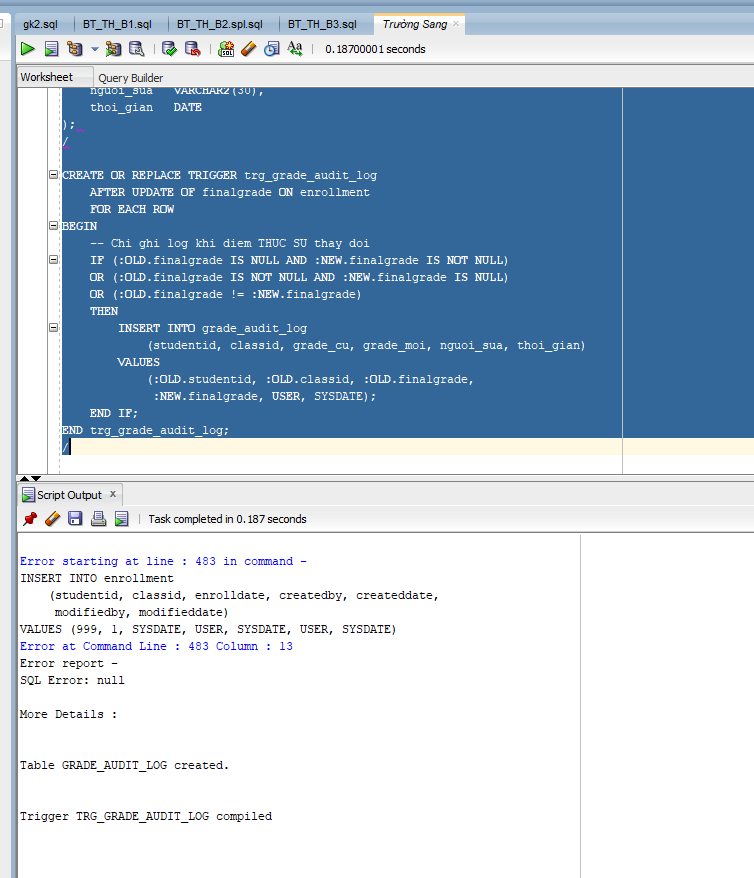 gk2.sql BT_TH_B1.sql BT_TH_B2.spl.sql BT_TH_B3.sql Trường Sang
0.18700001 seconds
Worksheet Query Builder
nguoi_sua VARCHAR2(30),
thoi_gian DATE
);
/
CREATE OR REPLACE TRIGGER trg_grade_audit_log
AFTER UPDATE OF finalgrade ON enrollment
FOR EACH ROW
BEGIN
-- Chi ghi log khi diem THUC SU thay doi
IF (:OLD.finalgrade IS NULL AND :NEW.finalgrade IS NOT NULL)
OR (:OLD.finalgrade IS NOT NULL AND :NEW.finalgrade IS NULL)
OR (:OLD.finalgrade != :NEW.finalgrade)
THEN
INSERT INTO grade_audit_log
(studentid, classid, grade_cu, grade_moi, nguoi_sua, thoi_gian)
VALUES
(:OLD.studentid, :OLD.classid, :OLD.finalgrade,
:NEW.finalgrade, USER, SYSDATE);
END IF;
END trg_grade_audit_log;
/
Script Output x
Task completed in 0.187 seconds
Error starting at line : 483 in command -
INSERT INTO enrollment
(studentid, classid, enrolldate, createdby, createddate,
modifiedby, modifieddate)
VALUES (999, 1, SYSDATE, USER, SYSDATE, USER, SYSDATE)
Error at Command Line : 483 Column : 13
Error report -
SQL Error: null
More Details :
Table GRADE_AUDIT_LOG created.
Trigger TRG_GRADE_AUDIT_LOG compiled